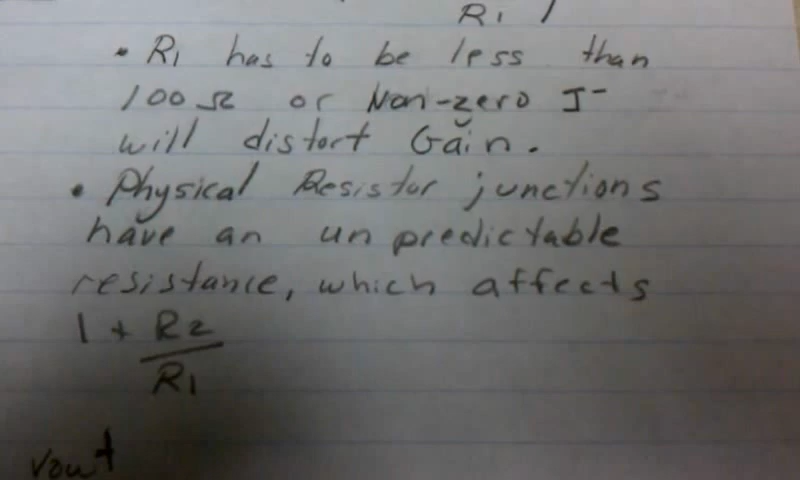 R1 /
• R1 has to be less than
100Ω or Non-zero I-
will distort Gain.
• Physical Resistor junctions
have an unpredictable
resistance, which affects
1 + R2
R1
Vout